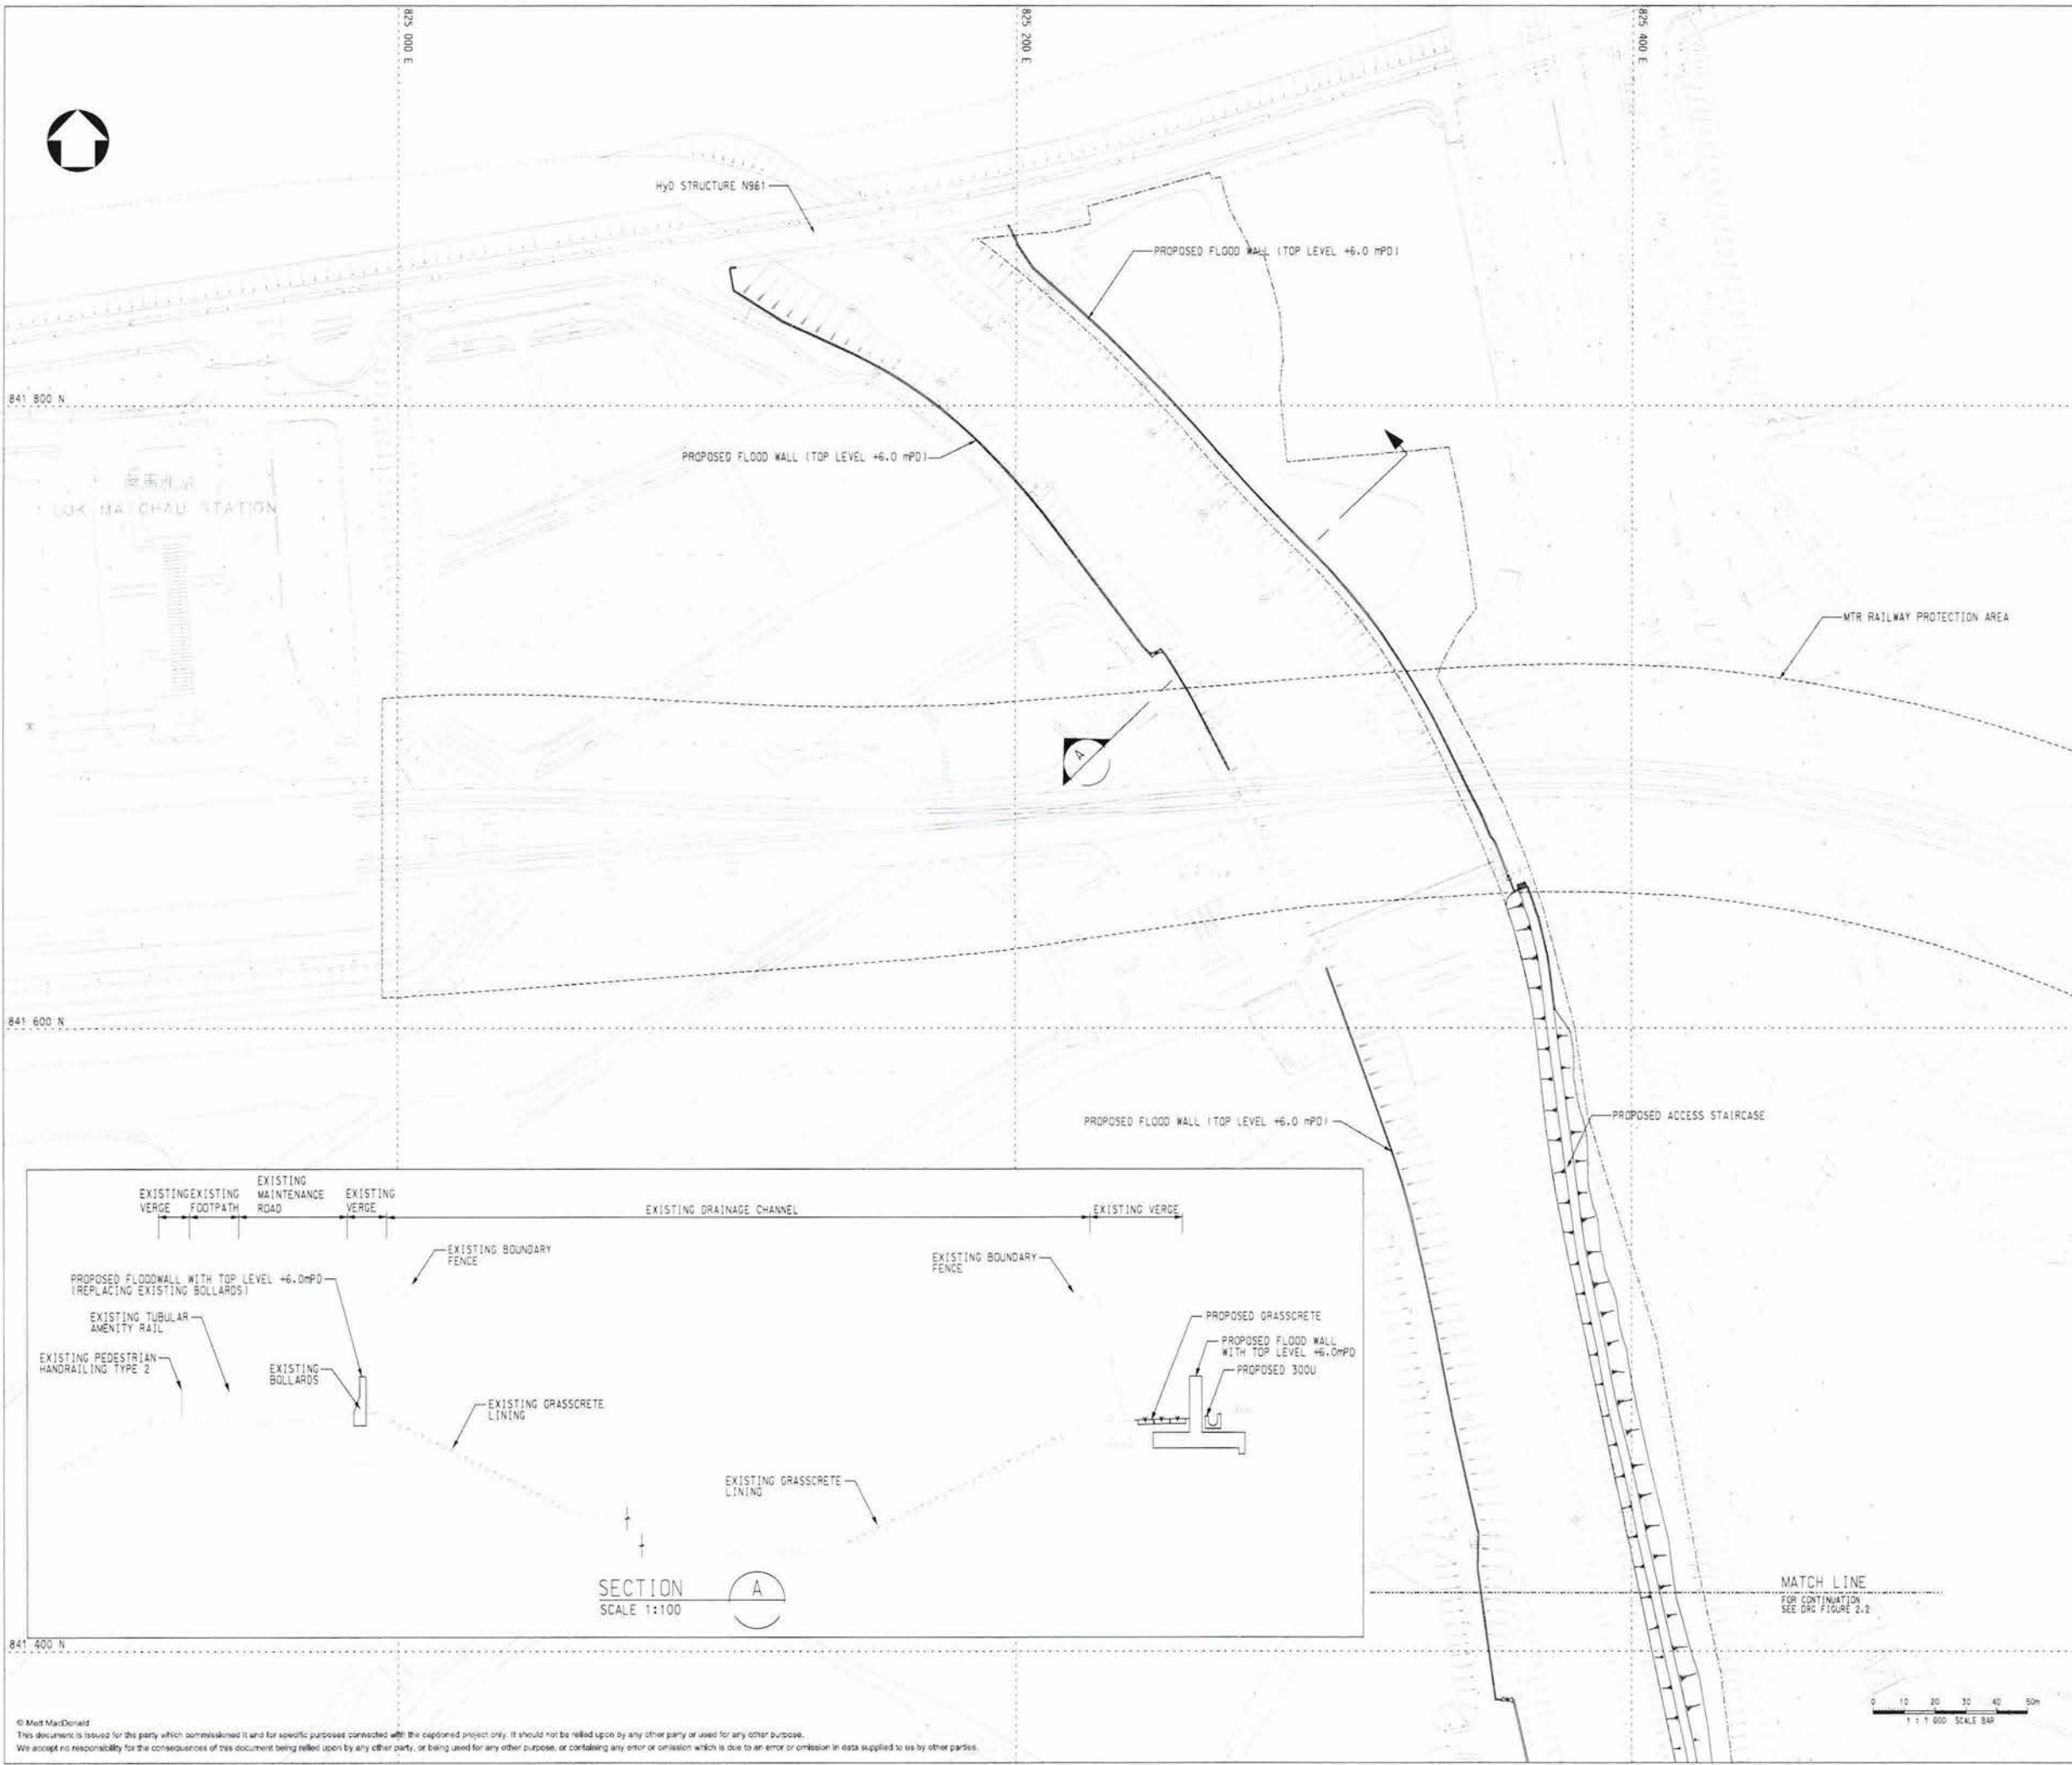 825 000 E
825 200 E
825 400 E
HyD STRUCTURE N961
PROPOSED FLOOD WALL (TOP LEVEL +6.0 mPD)
841 800 N
PROPOSED FLOOD WALL (TOP LEVEL +6.0 mPD)
LOK MA CHAU STATION
MTR RAILWAY PROTECTION AREA
A
841 600 N
PROPOSED FLOOD WALL (TOP LEVEL +6.0 mPD)
PROPOSED ACCESS STAIRCASE
EXISTING VERGE
EXISTING FOOTPATH
EXISTING MAINTENANCE ROAD
EXISTING VERGE
EXISTING DRAINAGE CHANNEL
EXISTING VERGE
EXISTING BOUNDARY
FENCE
EXISTING BOUNDARY
FENCE
PROPOSED FLOODWALL WITH TOP LEVEL +6.0mPD
(REPLACING EXISTING BOLLARDS)
EXISTING TUBULAR
AMENITY RAIL
PROPOSED GRASSCRETE
PROPOSED FLOOD WALL
WITH TOP LEVEL +6.0mPD
EXISTING PEDESTRIAN
HANDRAILING TYPE 2
EXISTING
BOLLARDS
PROPOSED 300U
EXISTING GRASSCRETE
LINING
EXISTING GRASSCRETE
LINING
SECTION A
SCALE 1:100
MATCH LINE
FOR CONTINUATION
SEE DRG FIGURE 2.2
841 400 N
0 10 20 30 40 50m
1 : 1 000 SCALE BAR
© Mott MacDonald
This document is issued for the party which commissioned it and for specific purposes connected with the captioned project only. It should not be relied upon by any other party or used for any other purpose.
We accept no responsibility for the consequences of this document being relied upon by any other party, or being used for any other purpose, or containing any error or omission which is due to an error or omission in data supplied to us by other parties.